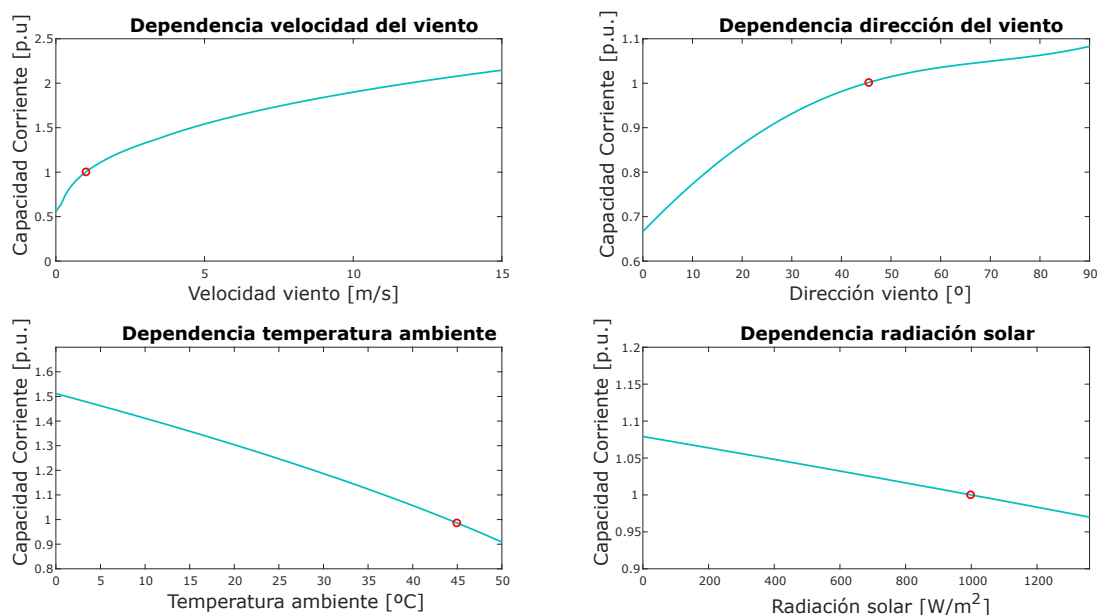 Dependencia velocidad del viento
Capacidad Corriente [p.u]
2.5
2
1.5
1
0.5
0
0 5 10 15
Velocidad viento [m/s]
Dependencia dirección del viento
Capacidad Corriente [p.u.]
1.1
1
0.9
0.8
0.7
0.6
0 10 20 30 40 50 60 70 80 90
Dirección viento [º]
Dependencia temperatura ambiente
Capacidad Corriente [p.u.]
1.6
1.5
1.4
1.3
1.2
1.1
1
0.9
0.8
0 5 10 15 20 25 30 35 40 45 50
Temperatura ambiente [ºC]
Dependencia radiación solar
Capacidad Corriente [p.u.]
1.2
1.15
1.1
1.05
1
0.95
0.9
0 200 400 600 800 1000 1200
Radiación solar [W/m²]